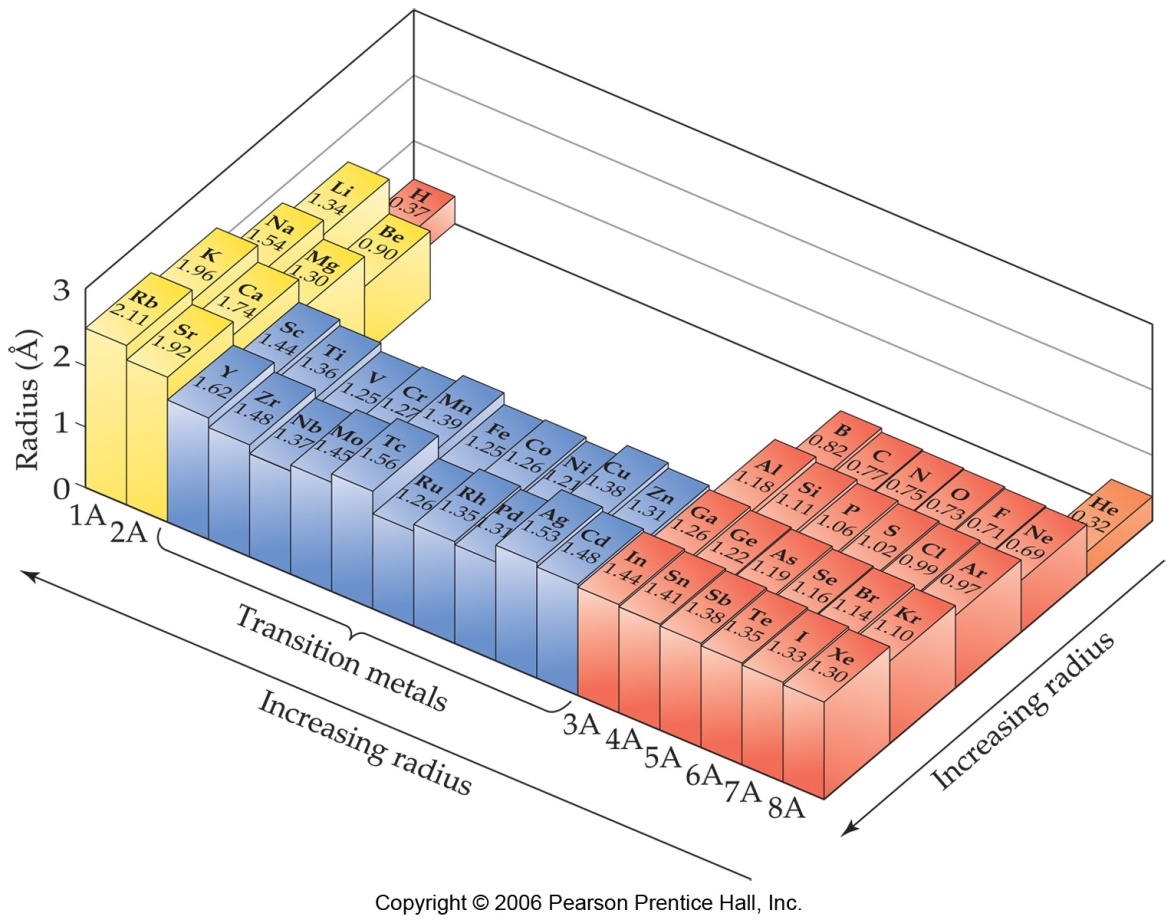 H
0.37
Li
1.34
Be
0.90
Na
1.54
Mg
1.30
K
1.96
Ca
1.74
Rb
2.11
Sr
1.92
Sc
1.44
Ti
1.36
V
1.25
Cr
1.27
Mn
1.39
Fe
1.25
Co
1.26
Ni
1.21
Cu
1.38
Zn
1.31
Y
1.62
Zr
1.48
Nb
1.37
Mo
1.45
Tc
1.56
Ru
1.26
Rh
1.35
Pd
1.31
Ag
1.53
Cd
1.48
B
0.82
C
0.77
N
0.75
O
0.73
F
0.71
Ne
0.69
He
0.32
Al
1.18
Si
1.11
P
1.06
S
1.02
Cl
0.99
Ar
0.97
Ga
1.26
Ge
1.22
As
1.19
Se
1.16
Br
1.14
Kr
1.10
In
1.44
Sn
1.41
Sb
1.38
Te
1.35
I
1.33
Xe
1.30
3
2
1
0
Radius (Å)
1A
2A
3A
4A
5A
6A
7A
8A
Transition metals
Increasing radius
Increasing radius
Copyright © 2006 Pearson Prentice Hall, Inc.